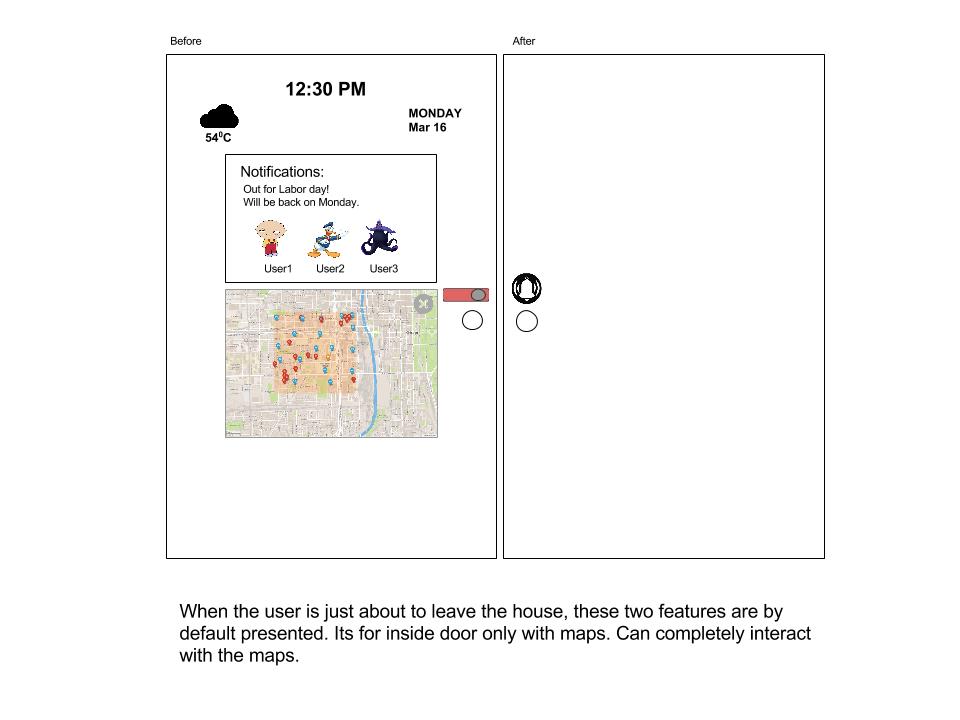 Before
After
12:30 PM
54⁰C
MONDAY
Mar 16
Notifications:
Out for Labor day!
Will be back on Monday.
User1 User2 User3
When the user is just about to leave the house, these two features are by
default presented. Its for inside door only with maps. Can completely interact
with the maps.